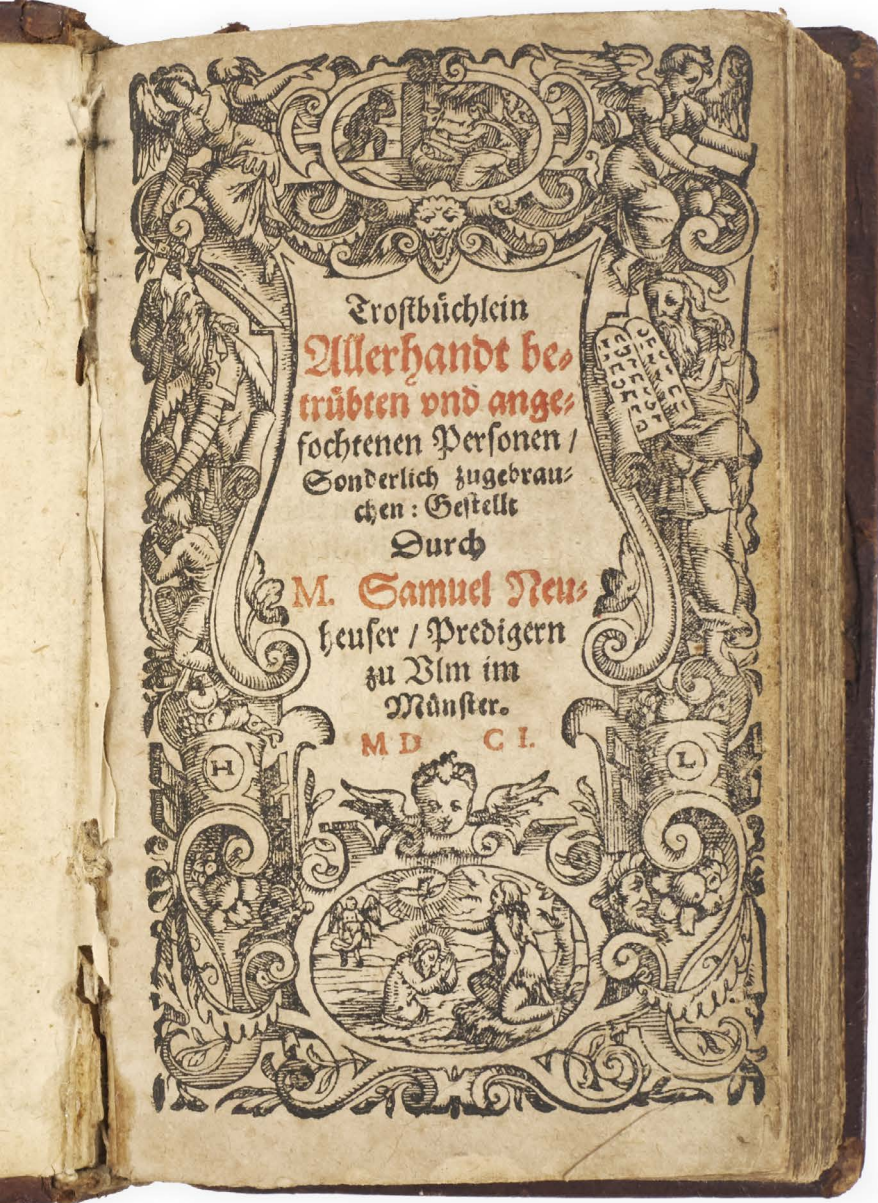 Trostbüchlein
Allerhandt be⸗
trübten vnd ange⸗
fochtenen Personen /
Sonderlich zugebrau⸗
chen : Gestellt
Durch
M. Samuel Neu⸗
heuser / Predigern
zu Vlm im
Münster.
M D C I.
H L